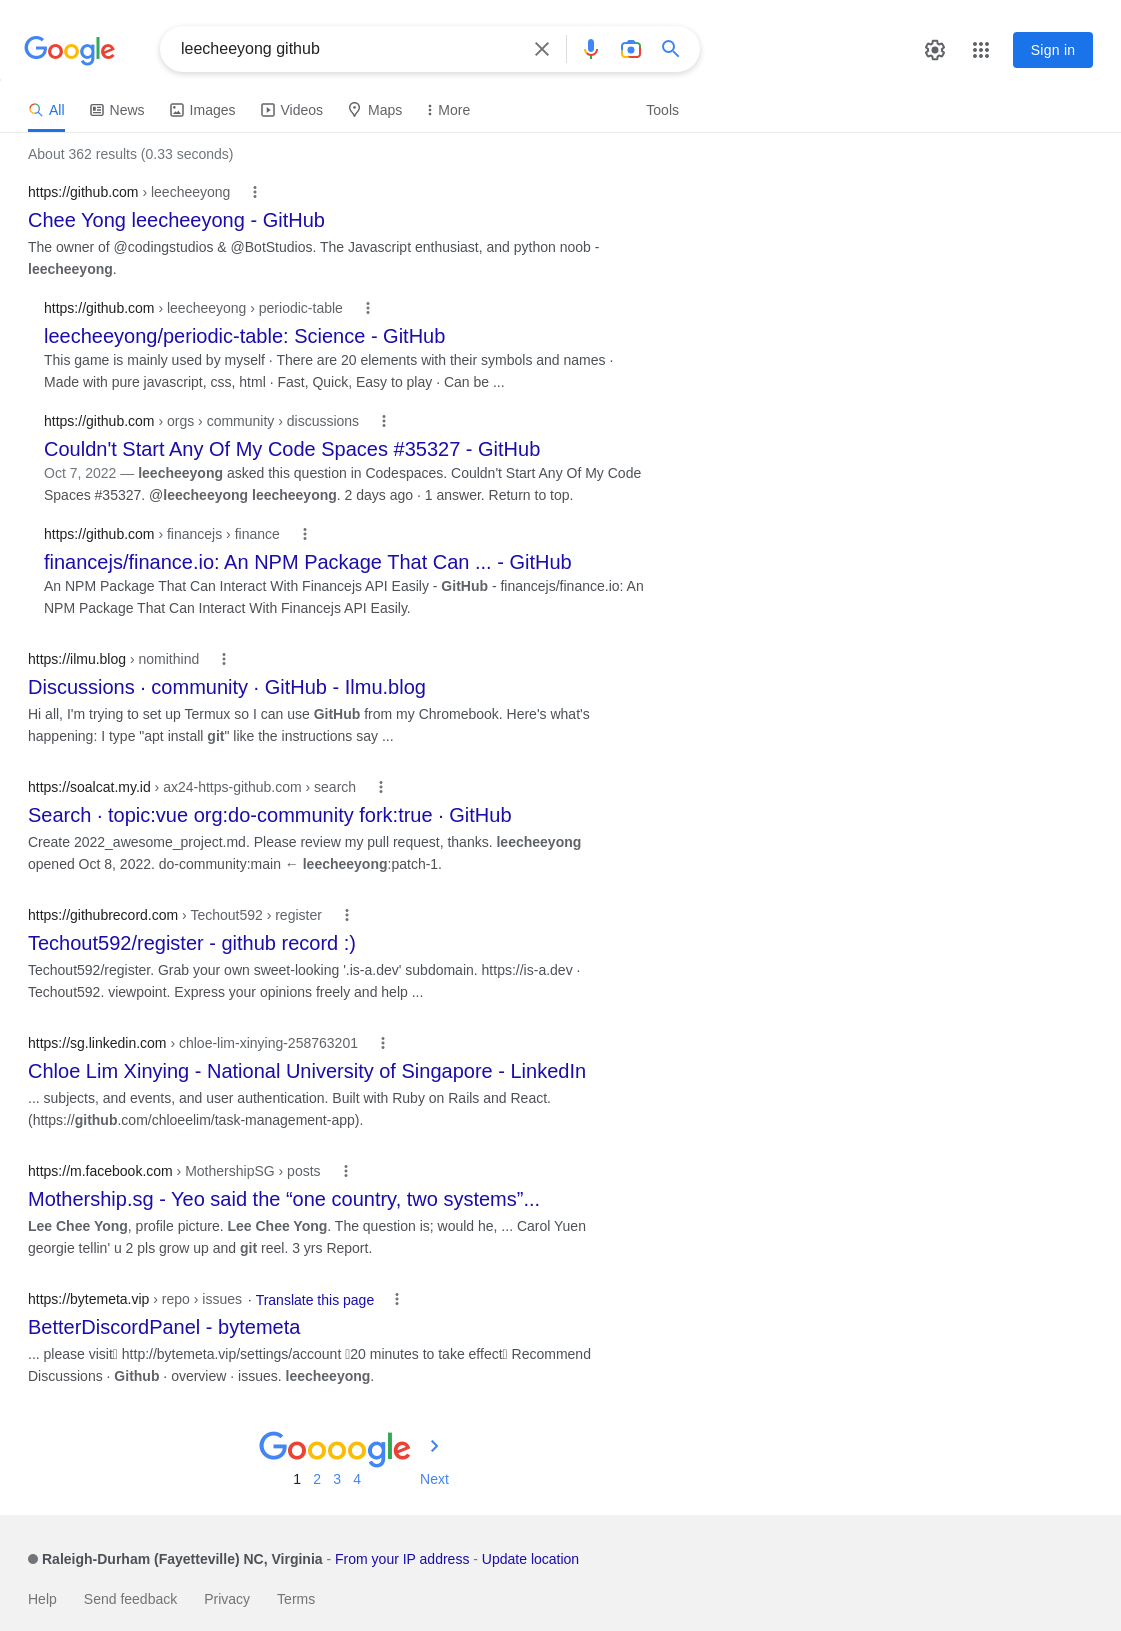 Google
leecheeyong github
Sign in
All News Images Videos Maps More Tools
About 362 results (0.33 seconds)
https://github.com › leecheeyong
Chee Yong leecheeyong - GitHub
The owner of @codingstudios & @BotStudios. The Javascript enthusiast, and python noob -
leecheeyong.
https://github.com › leecheeyong › periodic-table
leecheeyong/periodic-table: Science - GitHub
This game is mainly used by myself · There are 20 elements with their symbols and names ·
Made with pure javascript, css, html · Fast, Quick, Easy to play · Can be ...
https://github.com › orgs › community › discussions
Couldn't Start Any Of My Code Spaces #35327 - GitHub
Oct 7, 2022 — leecheeyong asked this question in Codespaces. Couldn't Start Any Of My Code
Spaces #35327. @leecheeyong leecheeyong. 2 days ago · 1 answer. Return to top.
https://github.com › financejs › finance
financejs/finance.io: An NPM Package That Can ... - GitHub
An NPM Package That Can Interact With Financejs API Easily - GitHub - financejs/finance.io: An
NPM Package That Can Interact With Financejs API Easily.
https://ilmu.blog › nomithind
Discussions · community · GitHub - Ilmu.blog
Hi all, I'm trying to set up Termux so I can use GitHub from my Chromebook. Here's what's
happening: I type "apt install git" like the instructions say ...
https://soalcat.my.id › ax24-https-github.com › search
Search · topic:vue org:do-community fork:true · GitHub
Create 2022_awesome_project.md. Please review my pull request, thanks. leecheeyong
opened Oct 8, 2022. do-community:main ← leecheeyong:patch-1.
https://githubrecord.com › Techout592 › register
Techout592/register - github record :)
Techout592/register. Grab your own sweet-looking '.is-a.dev' subdomain. https://is-a.dev ·
Techout592. viewpoint. Express your opinions freely and help ...
https://sg.linkedin.com › chloe-lim-xinying-258763201
Chloe Lim Xinying - National University of Singapore - LinkedIn
... subjects, and events, and user authentication. Built with Ruby on Rails and React.
(https://github.com/chloeelim/task-management-app).
https://m.facebook.com › MothershipSG › posts
Mothership.sg - Yeo said the “one country, two systems”...
Lee Chee Yong, profile picture. Lee Chee Yong. The question is; would he, ... Carol Yuen
georgie tellin' u 2 pls grow up and git reel. 3 yrs Report.
https://bytemeta.vip › repo › issues · Translate this page
BetterDiscordPanel - bytemeta
... please visit http://bytemeta.vip/settings/account 20 minutes to take effect Recommend
Discussions · Github · overview · issues. leecheeyong.
Goooogle
1 2 3 4 Next
Raleigh-Durham (Fayetteville) NC, Virginia - From your IP address - Update location
Help Send feedback Privacy Terms